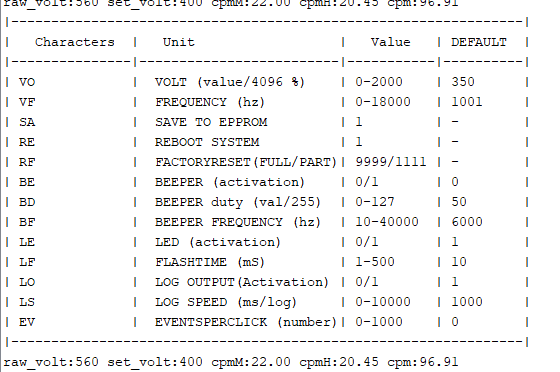 raw_volt:560 set_volt:400 cpmM:22.00 cpmH:20.45 cpm:96.91
|----------------------------------------------------------------|
| Characters | Unit | Value | DEFAULT |
|---------------|-------------------------|-----------|----------|
| VO | VOLT (value/4096 %) | 0-2000 | 350
| VF | FREQUENCY (hz) | 0-18000 | 1001 |
| SA | SAVE TO EPPROM | 1 | - |
| RE | REBOOT SYSTEM | 1 | - |
| RF | FACTORYRESET(FULL/PART)| 9999/1111 | - |
| BE | BEEPER (activation) | 0/1 | 0 |
| BD | BEEPER duty (val/255) | 0-127 | 50 |
| BF | BEEPER FREQUENCY (hz) | 10-40000 | 6000 |
| LE | LED (activation) | 0/1 | 1 |
| LF | FLASHTIME (mS) | 1-500 | 10 |
| LO | LOG OUTPUT(Activation) | 0/1 | 1 |
| LS | LOG SPEED (ms/log) | 0-10000 | 1000 |
| EV | EVENTSPERCLICK (number)| 0-1000 | 0 |
|----------------------------------------------------------------|
raw_volt:560 set_volt:400 cpmM:22.00 cpmH:20.45 cpm:96.91